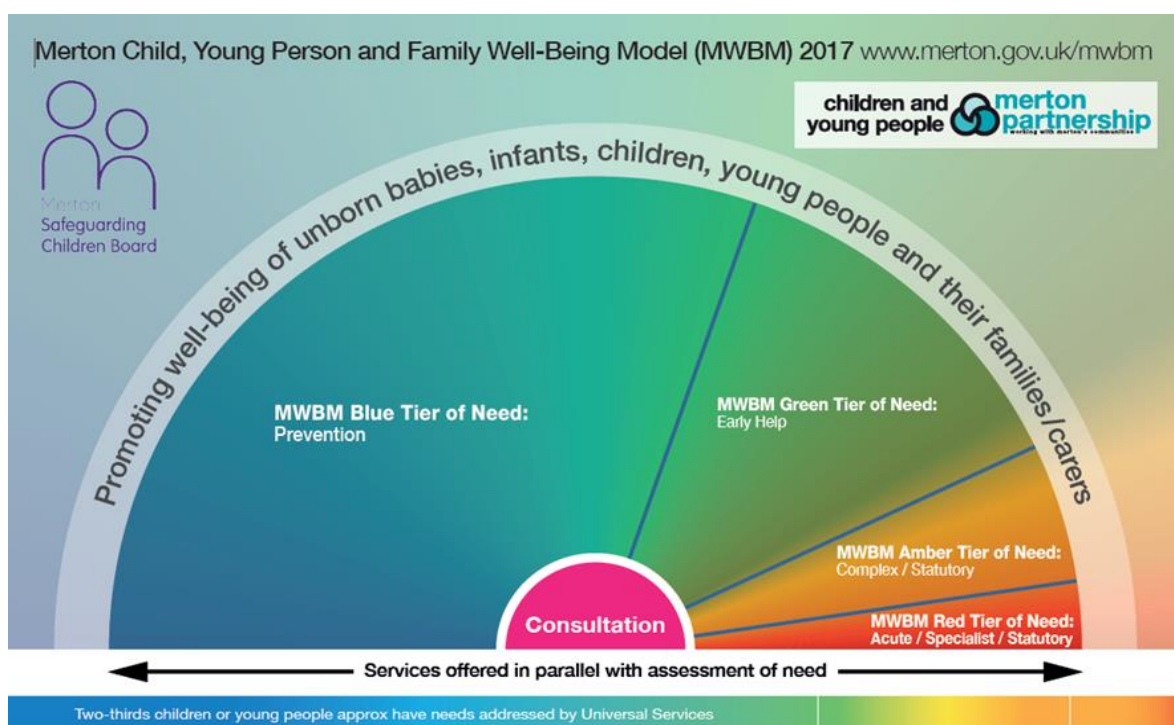 Merton Child, Young Person and Family Well-Being Model (MWBM) 2017 www.merton.gov.uk/mwbm
Merton
Safeguarding
Children Board
children and
young people
merton
partnership
working with merton's communities
Promoting well-being of unborn babies, infants, children, young people and their families/carers
MWBM Blue Tier of Need:
Prevention
MWBM Green Tier of Need:
Early Help
MWBM Amber Tier of Need:
Complex / Statutory
MWBM Red Tier of Need:
Acute / Specialist / Statutory
Consultation
Services offered in parallel with assessment of need
Two-thirds children or young people approx have needs addressed by Universal Services